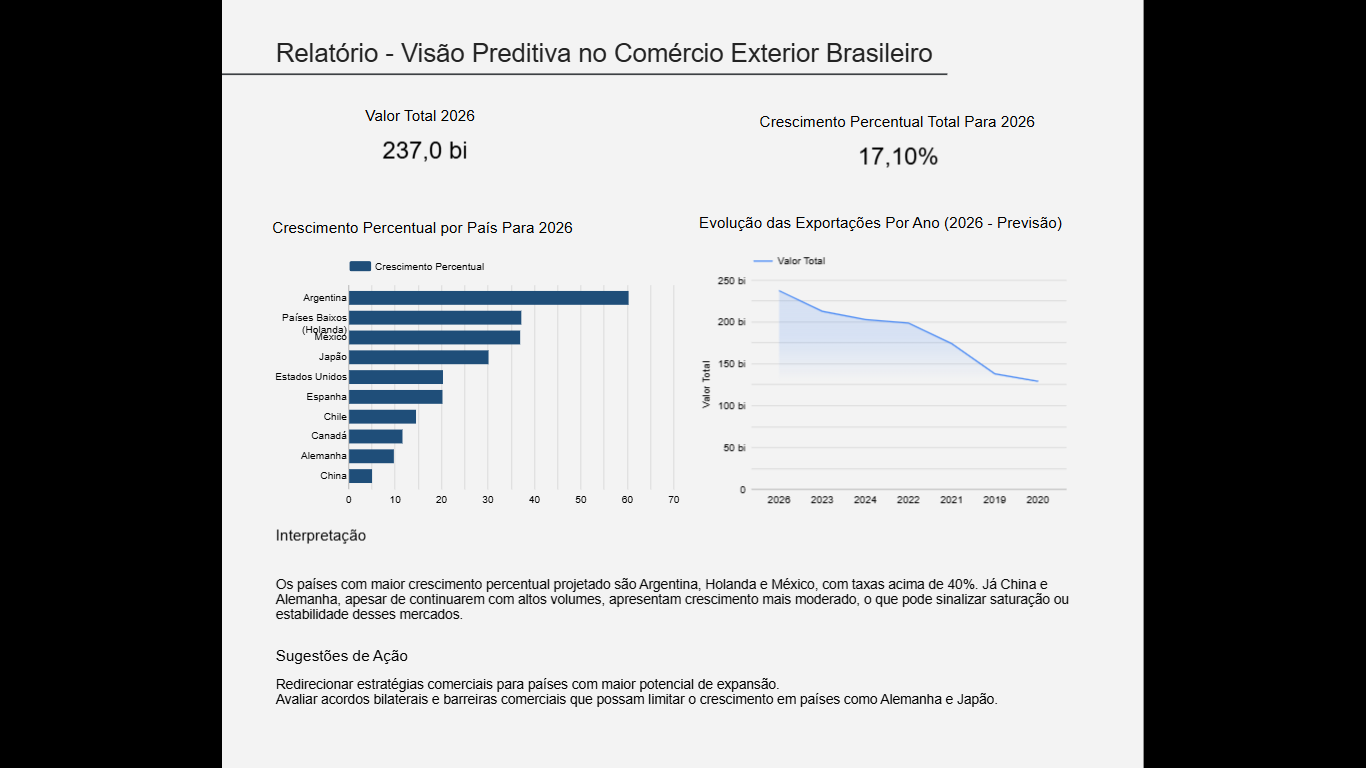 Relatório - Visão Preditiva no Comércio Exterior Brasileiro
Valor Total 2026
237,0 bi
Crescimento Percentual Total Para 2026
17,10%
Crescimento Percentual por País Para 2026
Crescimento Percentual
Argentina
Países Baixos
(Holanda)
México
Japão
Estados Unidos
Espanha
Chile
Canadá
Alemanha
China
0 10 20 30 40 50 60 70
Evolução das Exportações Por Ano (2026 - Previsão)
Valor Total
250 bi
200 bi
150 bi
100 bi
50 bi
0
Valor Total
2026 2023 2024 2022 2021 2019 2020
Interpretação
Os países com maior crescimento percentual projetado são Argentina, Holanda e México, com taxas acima de 40%. Já China e
Alemanha, apesar de continuarem com altos volumes, apresentam crescimento mais moderado, o que pode sinalizar saturação ou
estabilidade desses mercados.
Sugestões de Ação
Redirecionar estratégias comerciais para países com maior potencial de expansão.
Avaliar acordos bilaterais e barreiras comerciais que possam limitar o crescimento em países como Alemanha e Japão.